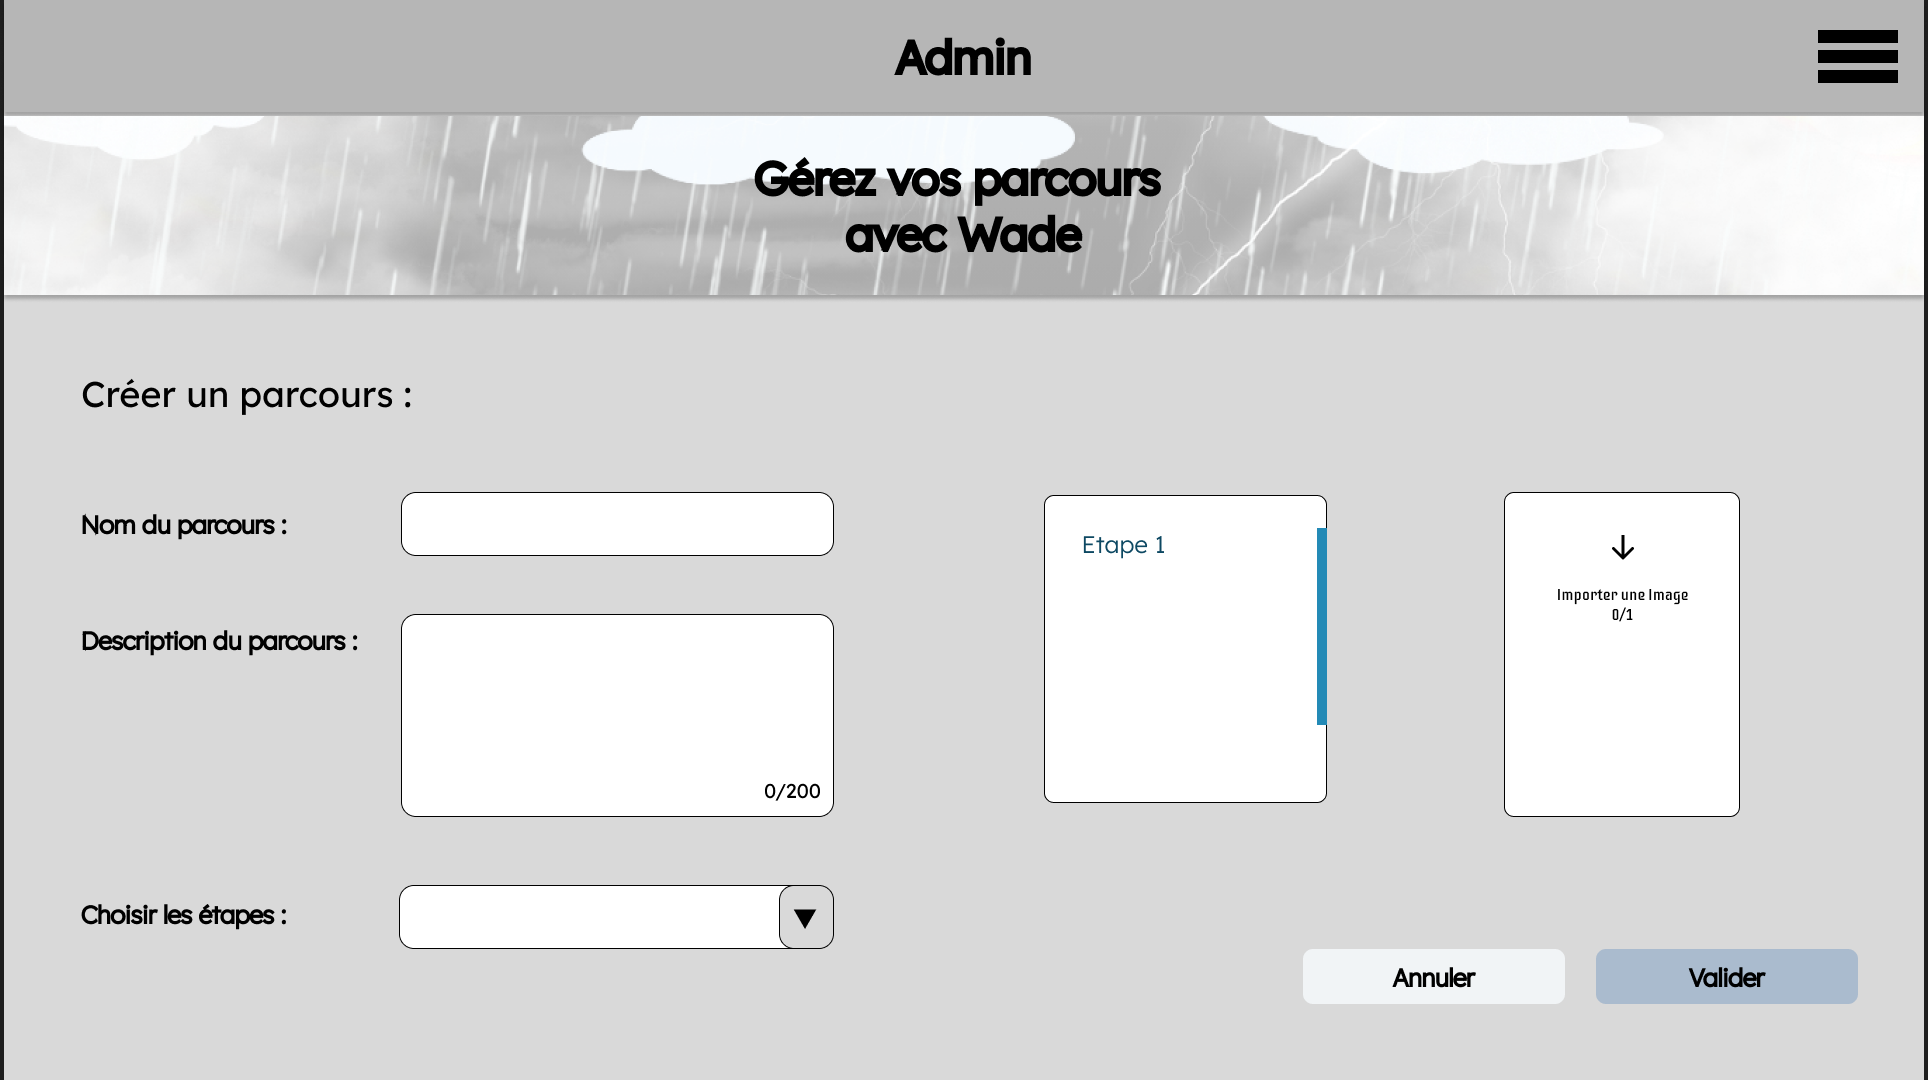 Admin
Gérez vos parcours
avec Wade
Créer un parcours :
Nom du parcours :
Description du parcours :
0/200
Choisir les étapes :
Etape 1
Importer une Image
0/1
Annuler
Valider